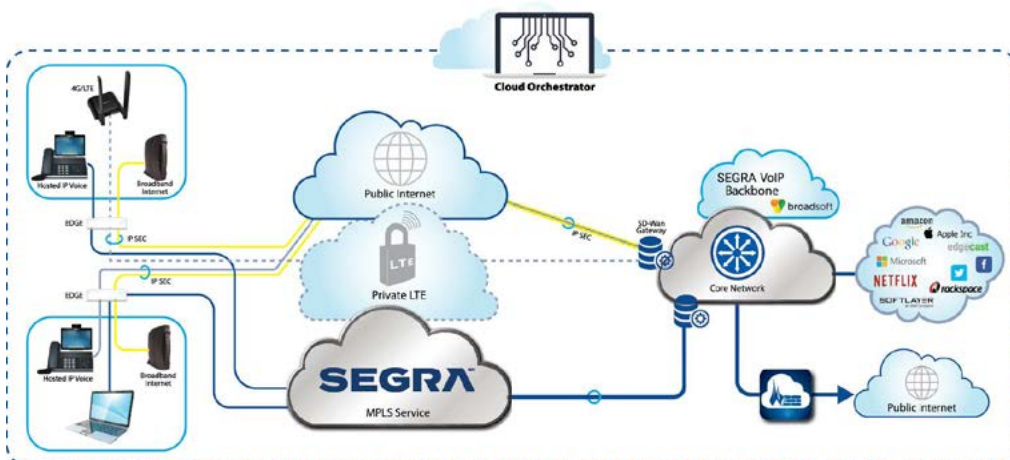 Cloud Orchestrator
4G/LTE
Hosted IP Voice
Broadband
Internet
EDGE
IP SEC
IP SEC
EDGE
Hosted IP Voice
Broadband
Internet
Public Internet
LTE
Private LTE
SEGRA
MPLS Service
IP SEC
SD-Wan
Gateway
SEGRA VoIP
Backbone
broadsoft
Core Network
amazon
Google
Apple Inc
edgecast
Microsoft
NETFLIX
rackspace
SOFTLAYER
Public Internet